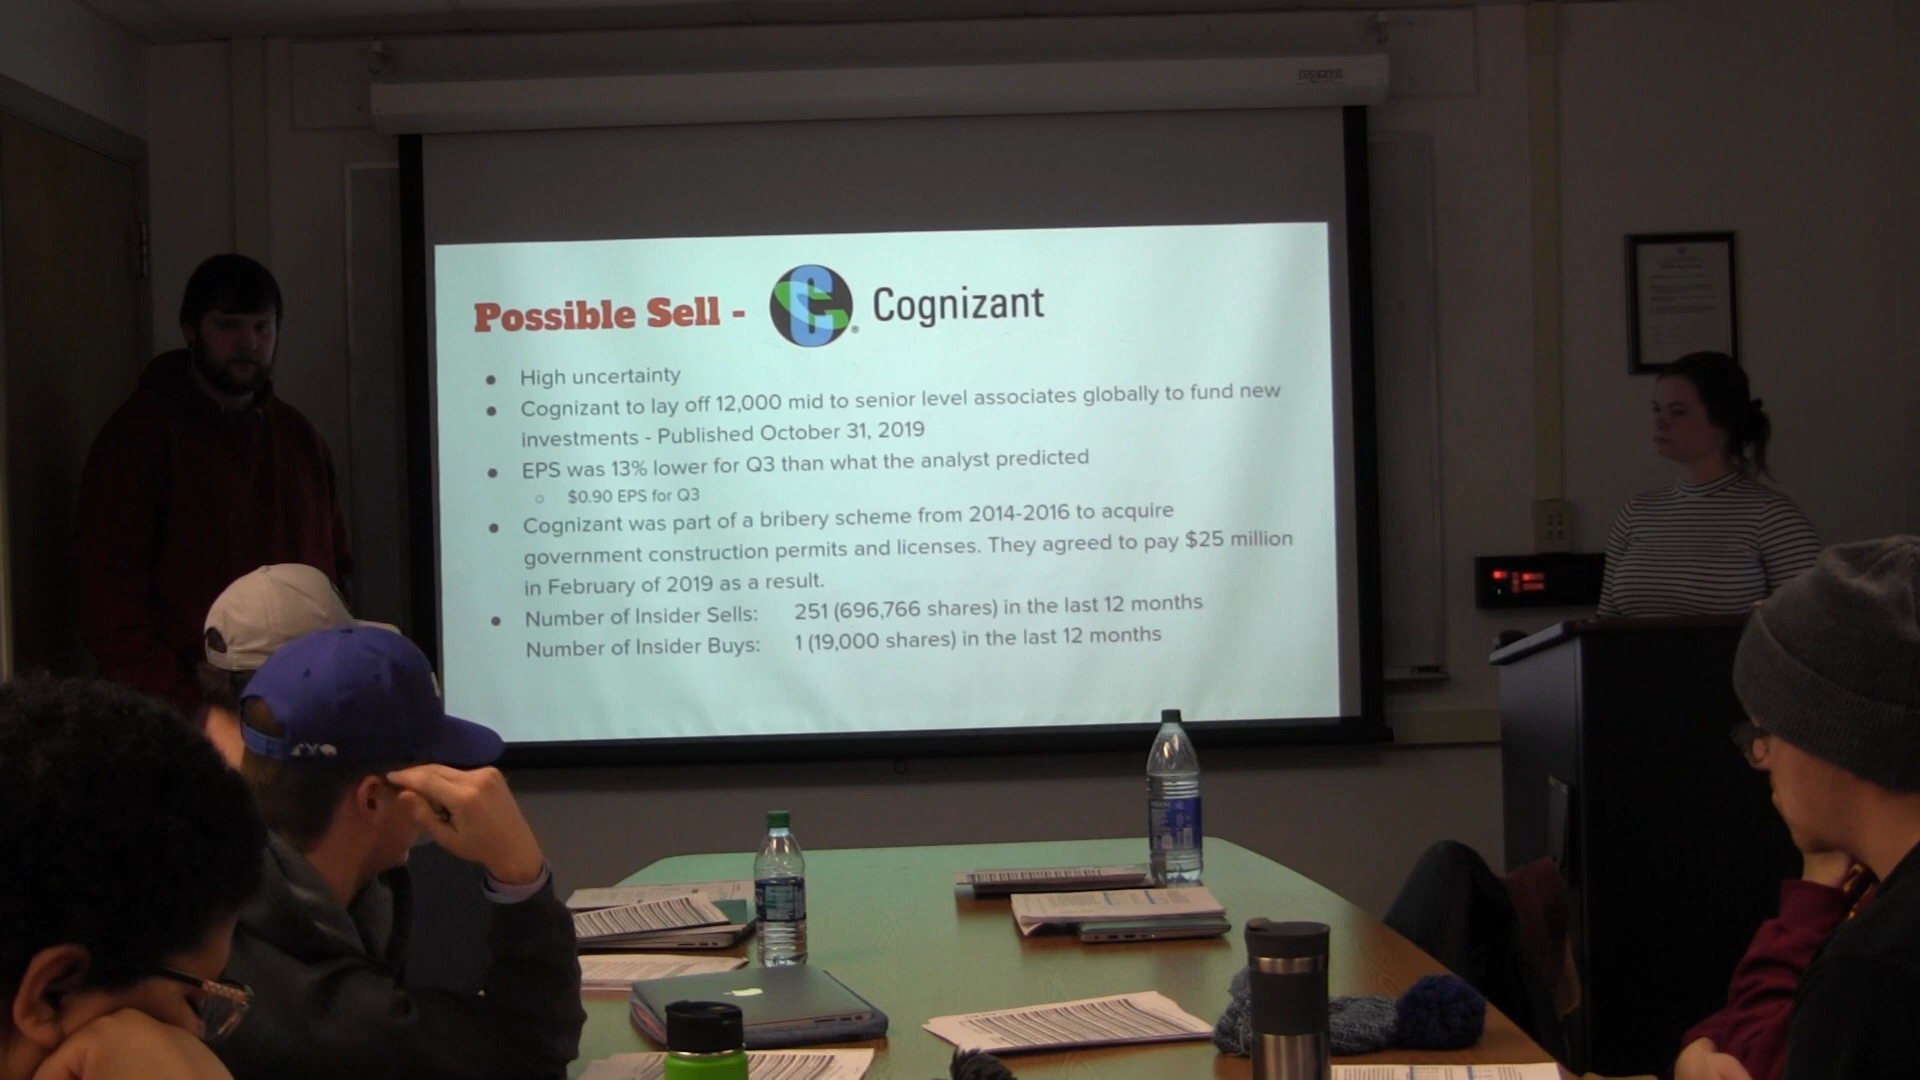 Possible Sell - Cognizant
● High uncertainty
● Cognizant to lay off 12,000 mid to senior level associates globally to fund new
investments - Published October 31, 2019
● EPS was 13% lower for Q3 than what the analyst predicted
○ $0.90 EPS for Q3
● Cognizant was part of a bribery scheme from 2014-2016 to acquire
government construction permits and licenses. They agreed to pay $25 million
in February of 2019 as a result.
● Number of Insider Sells: 251 (696,766 shares) in the last 12 months
Number of Insider Buys: 1 (19,000 shares) in the last 12 months